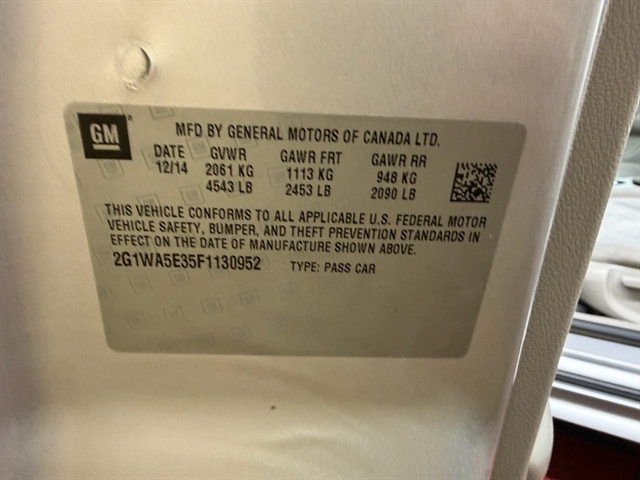 GM
MFD BY GENERAL MOTORS OF CANADA LTD.
DATE GVWR GAWR FRT GAWR RR
12/14 2061 KG 1113 KG 948 KG
4543 LB 2453 LB 2090 LB
THIS VEHICLE CONFORMS TO ALL APPLICABLE U.S. FEDERAL MOTOR
VEHICLE SAFETY, BUMPER, AND THEFT PREVENTION STANDARDS IN
EFFECT ON THE DATE OF MANUFACTURE SHOWN ABOVE.
2G1WA5E35F1130952 TYPE: PASS CAR